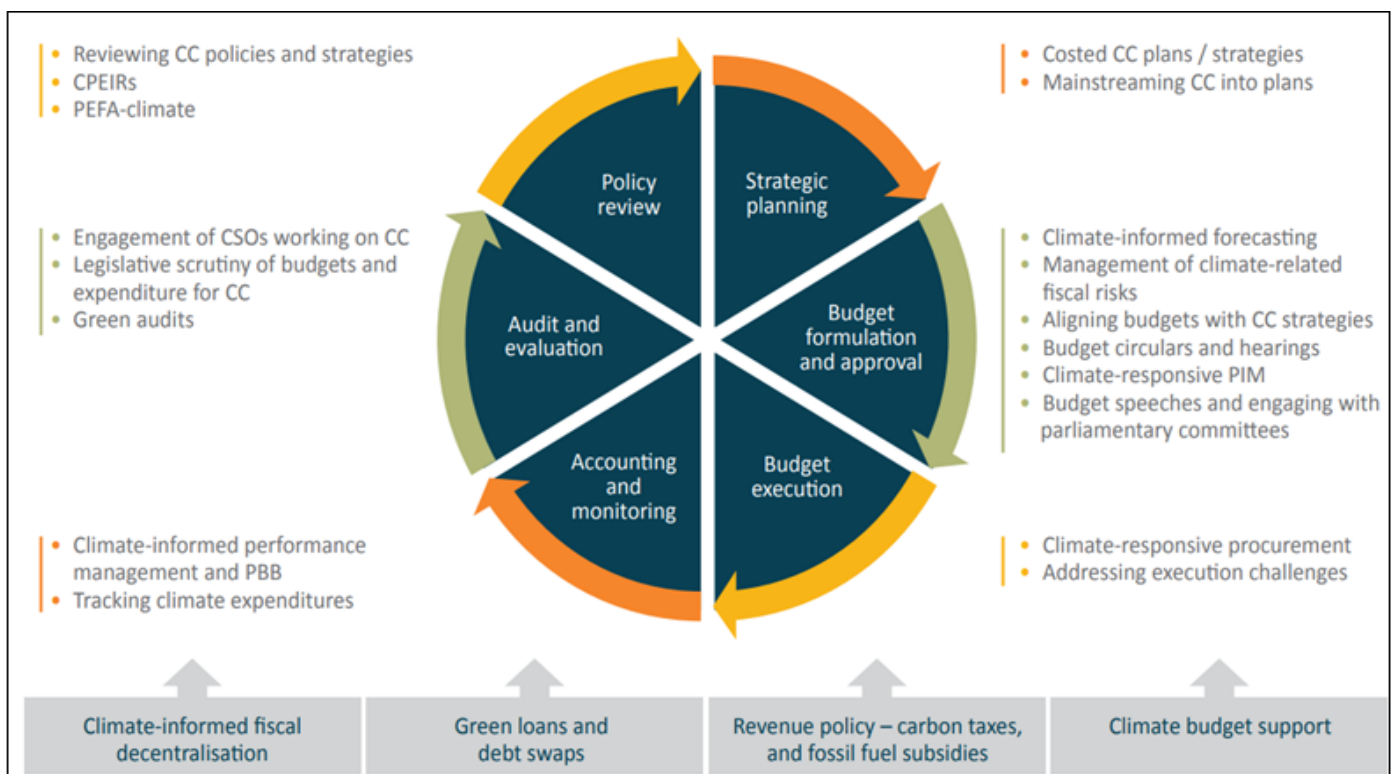 • Reviewing CC policies and strategies
• CPEIRs
• PEFA-climate
• Costed CC plans / strategies
• Mainstreaming CC into plans
Policy
review
Strategic
planning
• Engagement of CSOs working on CC
• Legislative scrutiny of budgets and
expenditure for CC
• Green audits
Audit and
evaluation
Budget
formulation
and approval
• Climate-informed forecasting
• Management of climate-related
fiscal risks
• Aligning budgets with CC strategies
• Budget circulars and hearings
• Climate-responsive PIM
• Budget speeches and engaging with
parliamentary committees
Accounting
and
monitoring
Budget
execution
• Climate-informed performance
management and PBB
• Tracking climate expenditures
• Climate-responsive procurement
• Addressing execution challenges
Climate-informed fiscal
decentralisation
Green loans and
debt swaps
Revenue policy – carbon taxes,
and fossil fuel subsidies
Climate budget support